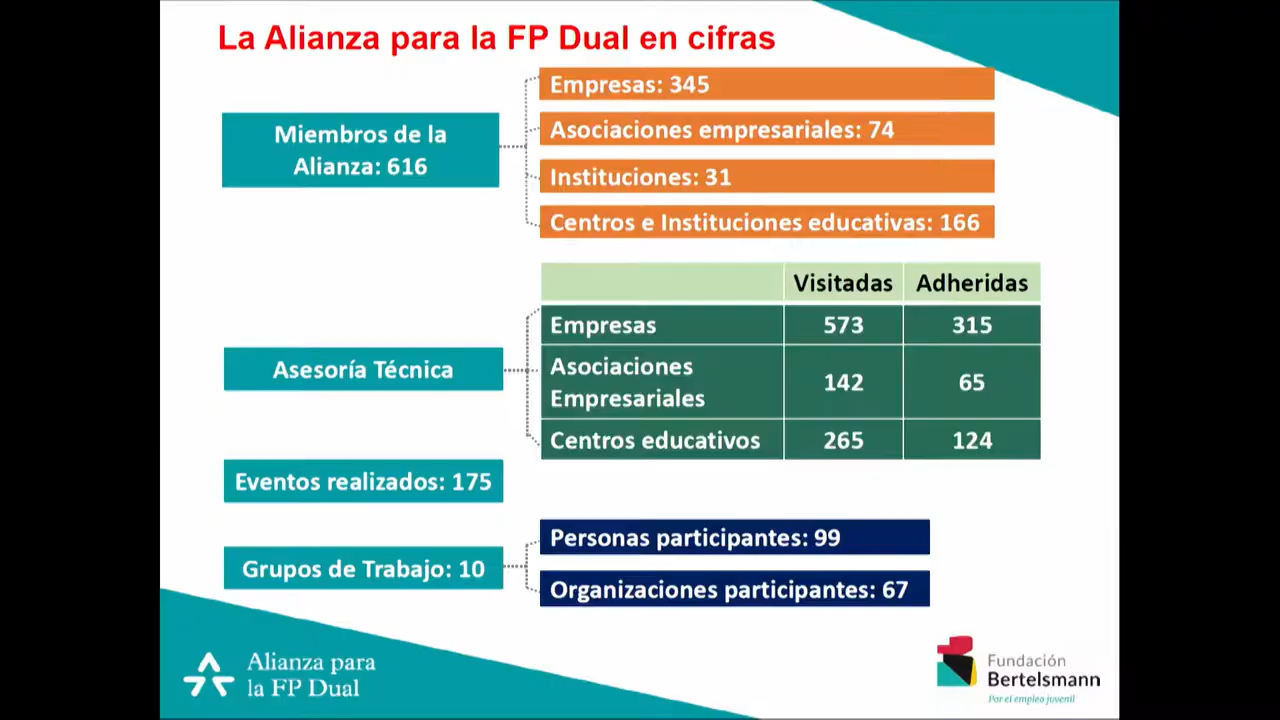 La Alianza para la FP Dual en cifras
Miembros de la
Alianza: 616
Empresas: 345
Asociaciones empresariales: 74
Instituciones: 31
Centros e Instituciones educativas: 166
Asesoría Técnica
Visitadas Adheridas
Empresas 573 315
Asociaciones
Empresariales 142 65
Centros educativos 265 124
Eventos realizados: 175
Grupos de Trabajo: 10
Personas participantes: 99
Organizaciones participantes: 67
Alianza para
la FP Dual
Fundación
Bertelsmann
Por el empleo juvenil